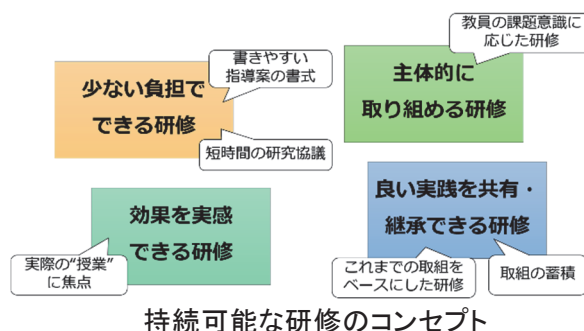 少ない負担で
できる研修
書きやすい
指導案の書式
短時間の研究協議
主体的に
取り組める研修
教員の課題意識に
応じた研修
効果を実感
できる研修
実際の“授業”
に焦点
良い実践を共有・
継承できる研修
これまでの取組を
ベースにした研修
取組の蓄積
持続可能な研修のコンセプト